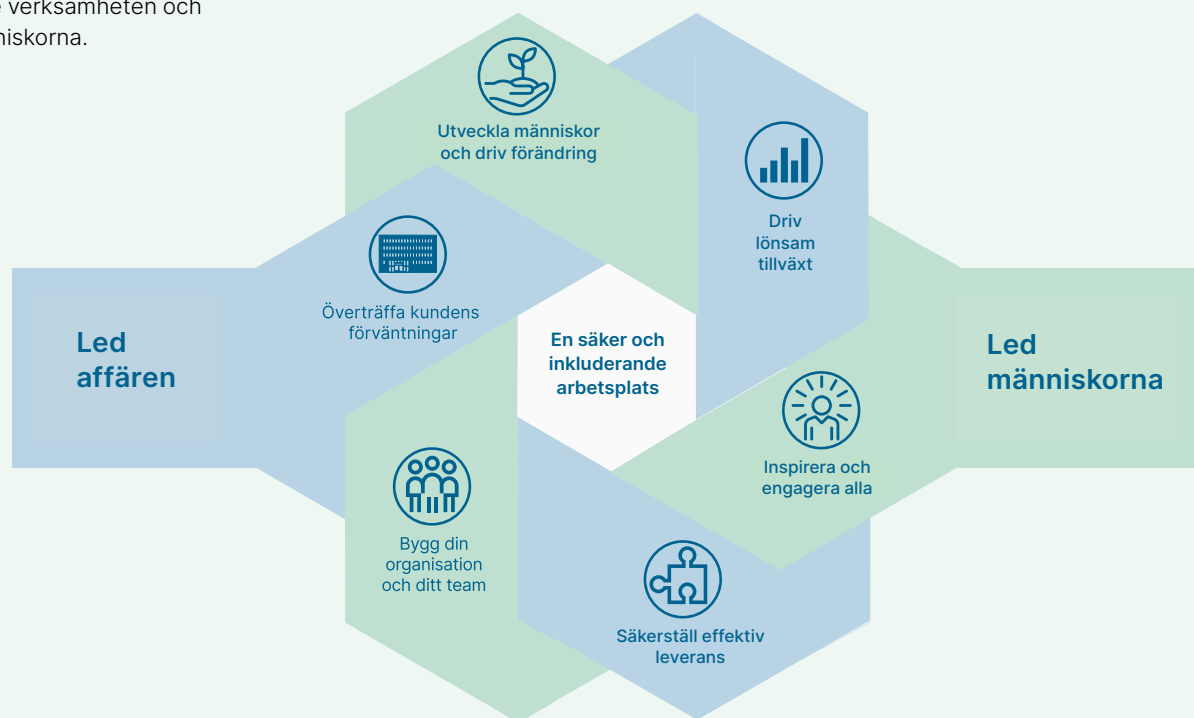 verksamheten och
Utveckla människor
och driv förändring
Driv
lönsam
tillväxt
Överträffa kundens
förväntningar
En säker och
inkluderande
arbetsplats
Led
affären
Led
människorna
Inspirera och
engagera alla
Bygg din
organisation
och ditt team
Säkerställ effektiv
leverans